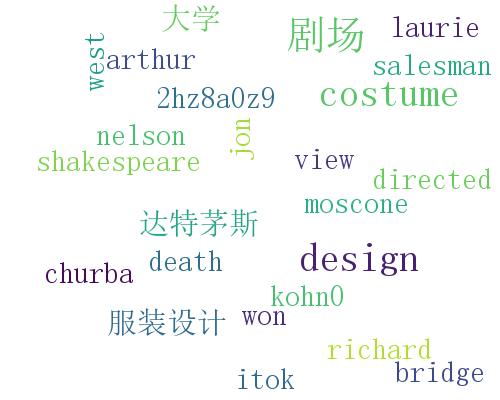 大学
剧场
laurie
west
arthur
salesman
2hz8a0z9
costume
nelson
jon
shakespeare
view
directed
moscone
达特茅斯
death
design
churba
kohn0
服装设计
won
richard
itok
bridge